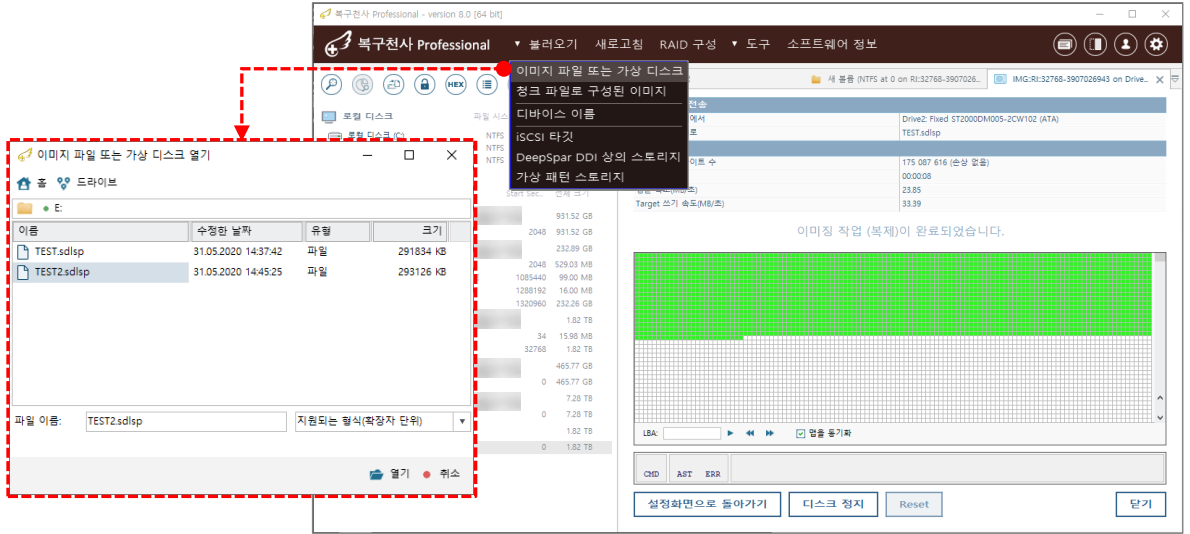 복구천사 Professional - version 8.0 [64 bit]
복구천사 Professional
▼ 불러오기 새로고침 RAID 구성 ▼ 도구 소프트웨어 정보
이미지 파일 또는 가상 디스크
청크 파일로 구성된 이미지
디바이스 이름
iSCSI 타깃
DeepSpar DDI 상의 스토리지
가상 패턴 스토리지
HEX
새 볼륨 (NTFS at 0 on RI:32768-3907026..
IMG:RI:32768-3907026943 on Drive..
로컬 디스크
파일 시스
로컬 디스크 (C)
NTFS
NTFS
NTFS
Start Sec.. 전체 크기
931.52 GB
2048 931.52 GB
232.89 GB
2048 529.03 MB
1085440 99.00 MB
1288192 16.00 MB
1320960 232.26 GB
1.82 TB
34 15.98 MB
32768 1.82 TB
465.77 GB
0 465.77 GB
7.28 TB
0 7.28 TB
1.82 TB
0 1.82 TB
이미지 파일 또는 가상 디스크 열기
홈 드라이브
E:
이름 수정한 날짜 유형 크기
TEST.sdlsp 31.05.2020 14:37:42 파일 291834 KB
TEST2.sdlsp 31.05.2020 14:45:25 파일 293126 KB
파일 이름: TEST2.sdlsp 지원되는 형식(확장자 단위)
열기 취소
전송
에서 Drive2: Fixed ST2000DM005-2CW102 (ATA)
로 TEST.sdlsp
이트 수 175 087 616 (손상 없음)
00:00:08
23.85
Target 쓰기 속도(MB/초) 33.39
이미징 작업 (복제)이 완료되었습니다.
LBA: 맵을 동기화
CMD AST ERR
설정화면으로 돌아가기 디스크 정지 Reset 닫기